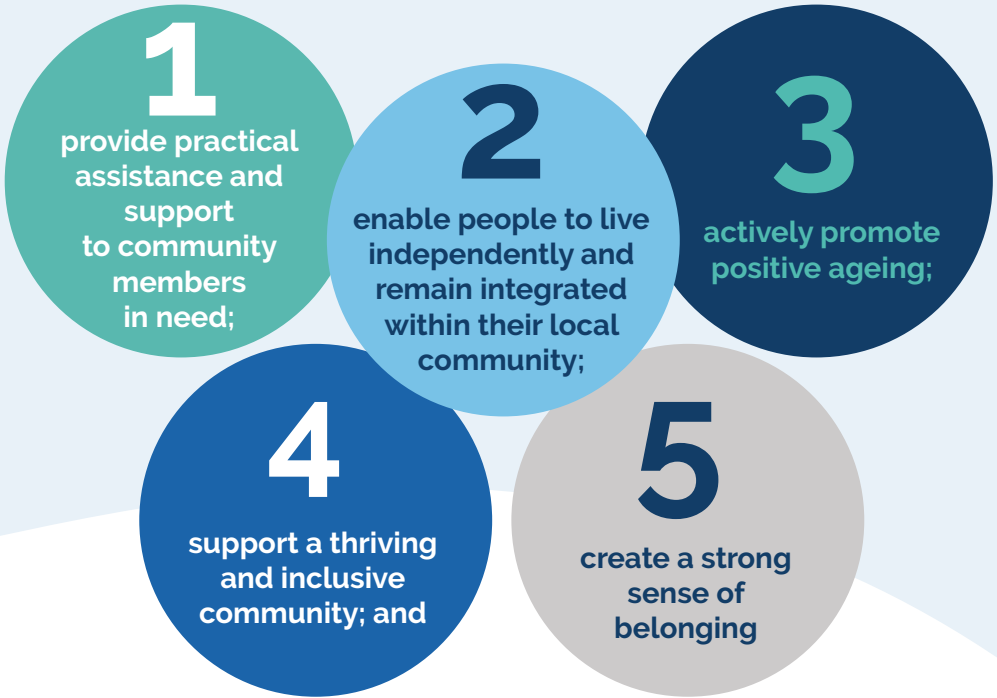 1
provide practical
assistance and
support
to community
members
in need;
2
enable people to live
independently and
remain integrated
within their local
community;
3
actively promote
positive ageing;
4
support a thriving
and inclusive
community; and
5
create a strong
sense of
belonging